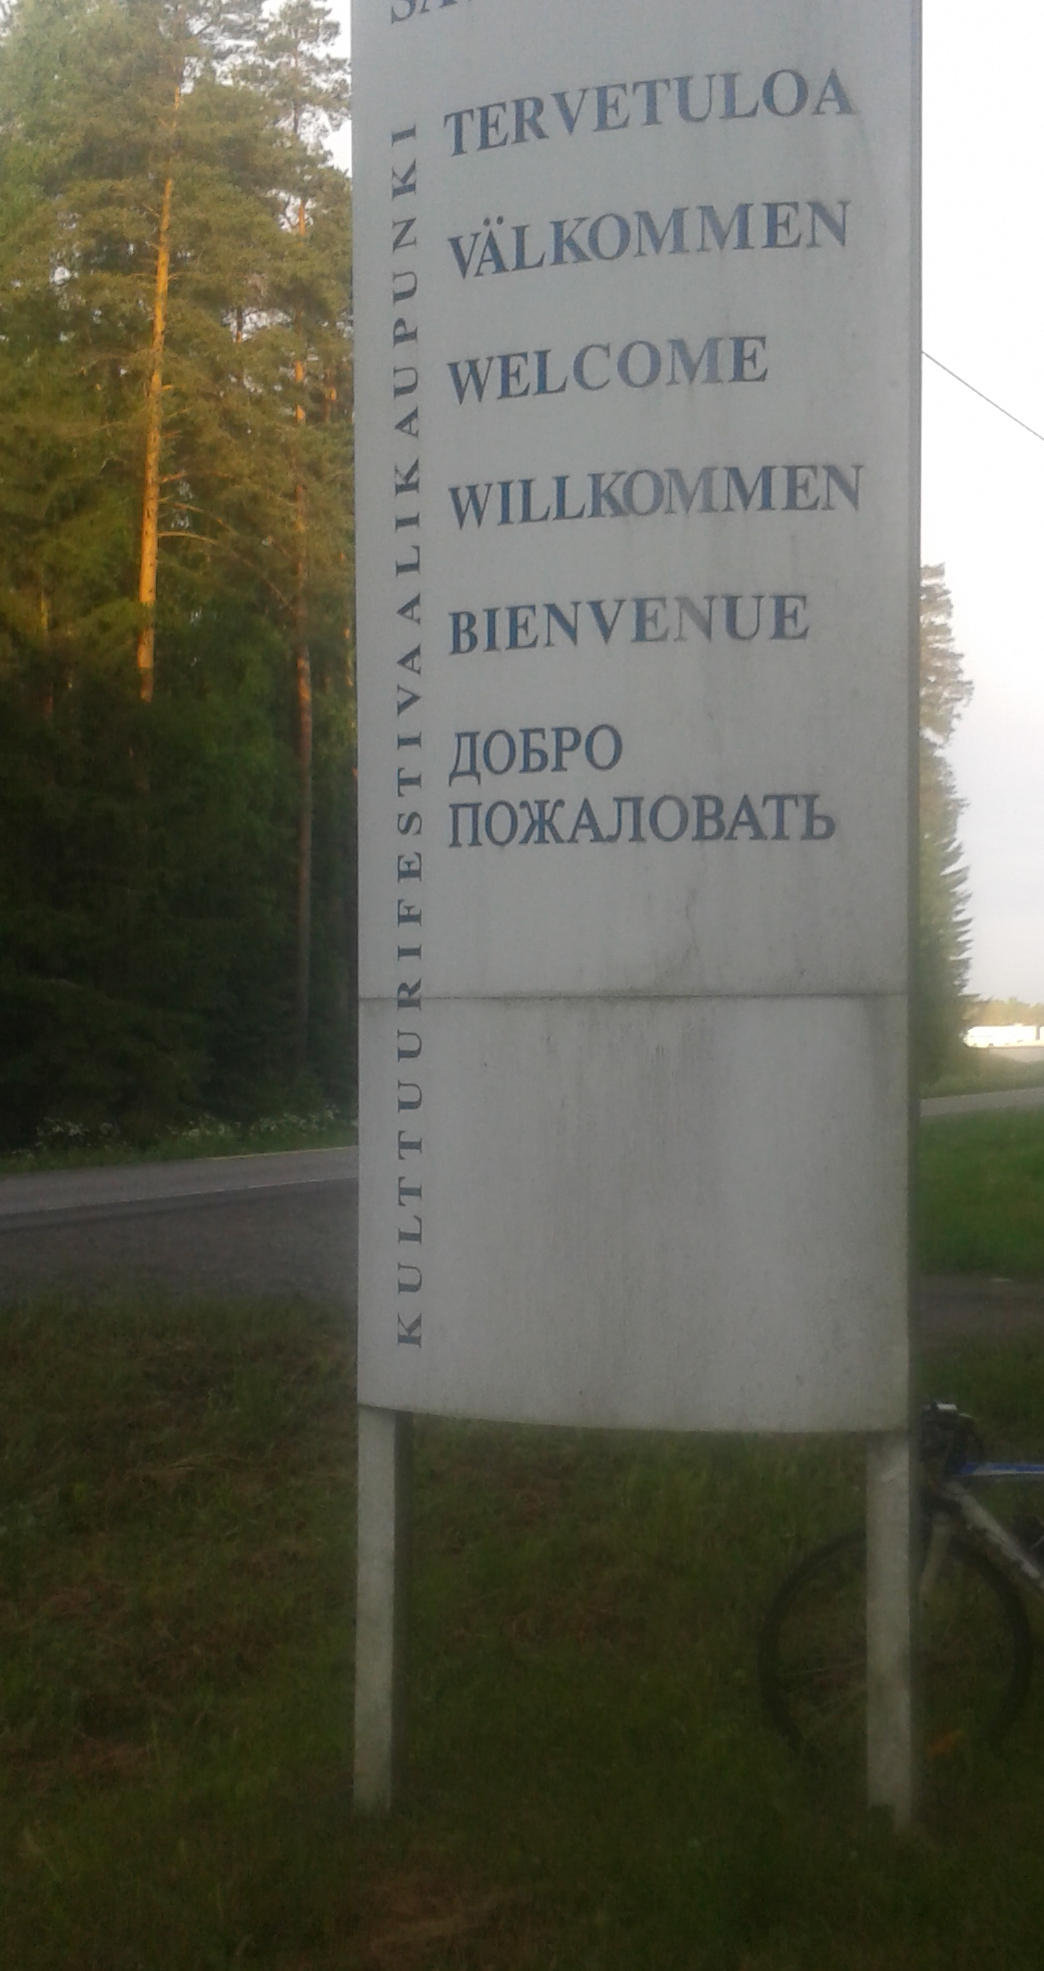 TERVETULOA
VÄLKOMMEN
WELCOME
WILLKOMMEN
BIENVENUE
ДОБРО
ПОЖАЛОВАТЬ
KULTTUURIFESTIVAALIKAUPUNKI